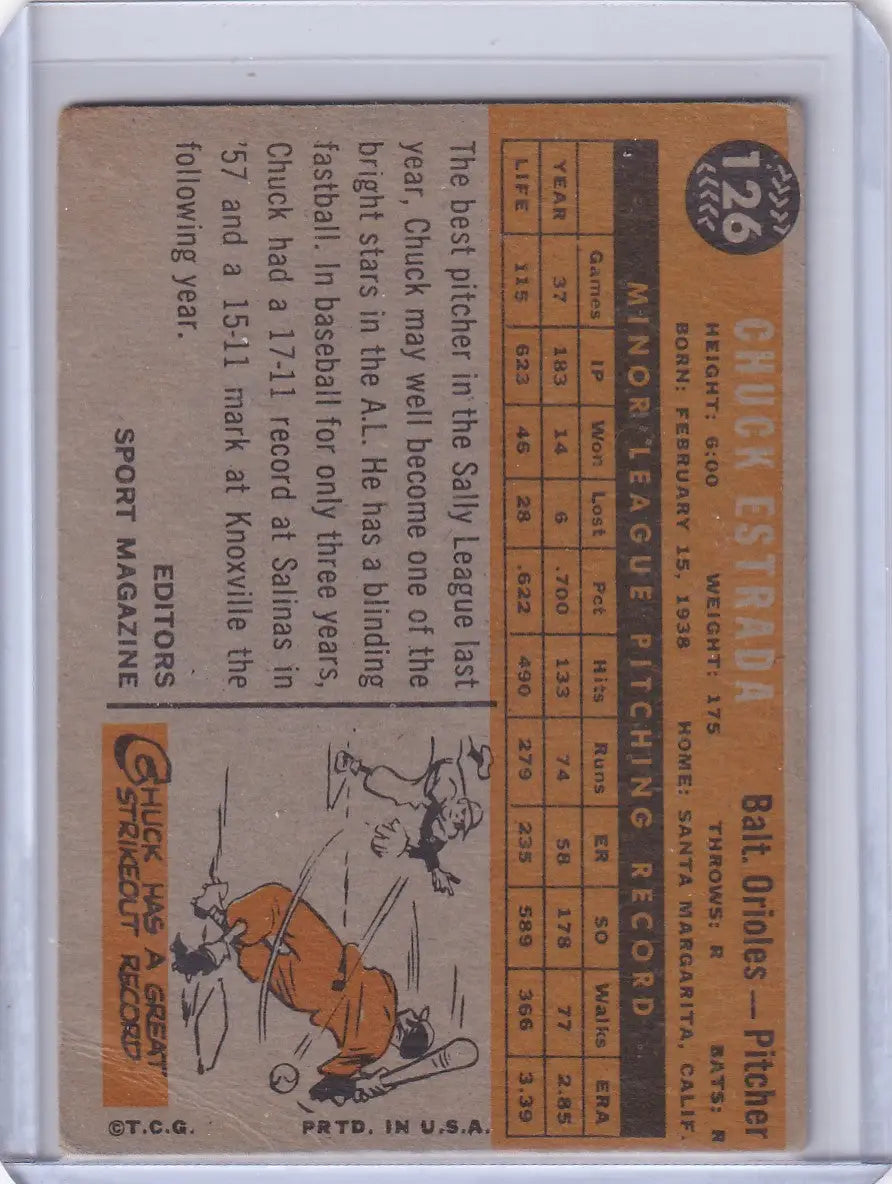 126
CHUCK ESTRADA
Balt. Orioles — Pitcher
HEIGHT: 6:00 WEIGHT: 175 THROWS: R BATS: R
BORN: FEBRUARY 15, 1938 HOME: SANTA MARGARITA, CALIF.
MINOR LEAGUE PITCHING RECORD
Games IP Won Lost Pct Hits Runs ER SO Walks ERA
YEAR 37 183 14 6 .700 133 74 58 178 77 2.85
LIFE 115 623 46 28 .622 490 279 235 589 366 3.39
The best pitcher in the Sally League last
year, Chuck may well become one of the
bright stars in the A.L. He has a blinding
fastball. In baseball for only three years,
Chuck had a 17-11 record at Salinas in
'57 and a 15-11 mark at Knoxville the
following year.
EDITORS
SPORT MAGAZINE
CHUCK HAS A GREAT
STRIKEOUT RECORD
©T.C.G. PRTD. IN U.S.A.